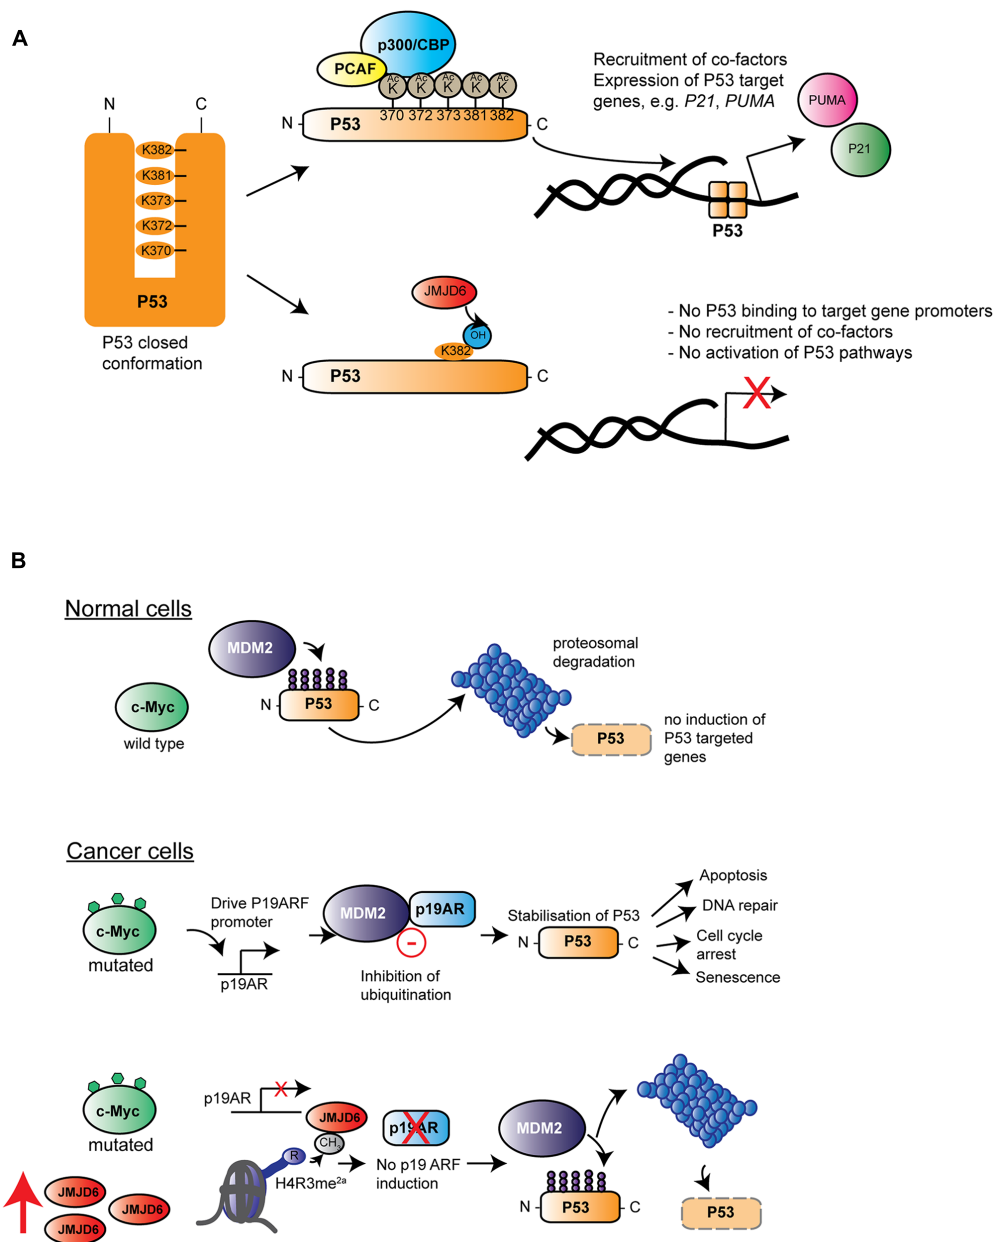 A
N
C
K382
K381
K373
K372
K370
P53
P53 closed
conformation
p300/CBP
PCAF
Ac Ac Ac Ac Ac
K K K K K
370 372 373 381 382
N
P53
C
Recruitment of co-factors
Expression of P53 target
genes, e.g. P21, PUMA
PUMA
P21
P53
JMJD6
OH
K382
N
P53
C
- No P53 binding to target gene promoters
- No recruitment of co-factors
- No activation of P53 pathways
B
Normal cells
c-Myc
wild type
MDM2
N
P53
C
proteosomal
degradation
P53
no induction of
P53 targeted
genes
Cancer cells
c-Myc
mutated
Drive P19ARF
promoter
p19AR
MDM2
p19AR
-
Inhibition of
ubiquitination
Stabilisation of P53
N
P53
C
Apoptosis
DNA repair
Cell cycle
arrest
Senescence
c-Myc
mutated
JMJD6
JMJD6
JMJD6
p19AR
JMJD6
CH3
R
H4R3me2a
p19AR
No p19 ARF
induction
MDM2
N
P53
C
P53